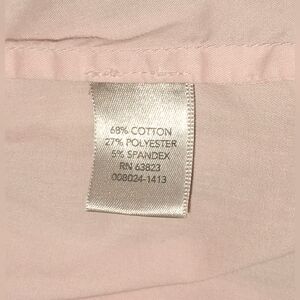 68% COTTON
27% POLYESTER
5% SPANDEX
RN 63823
008024-1413